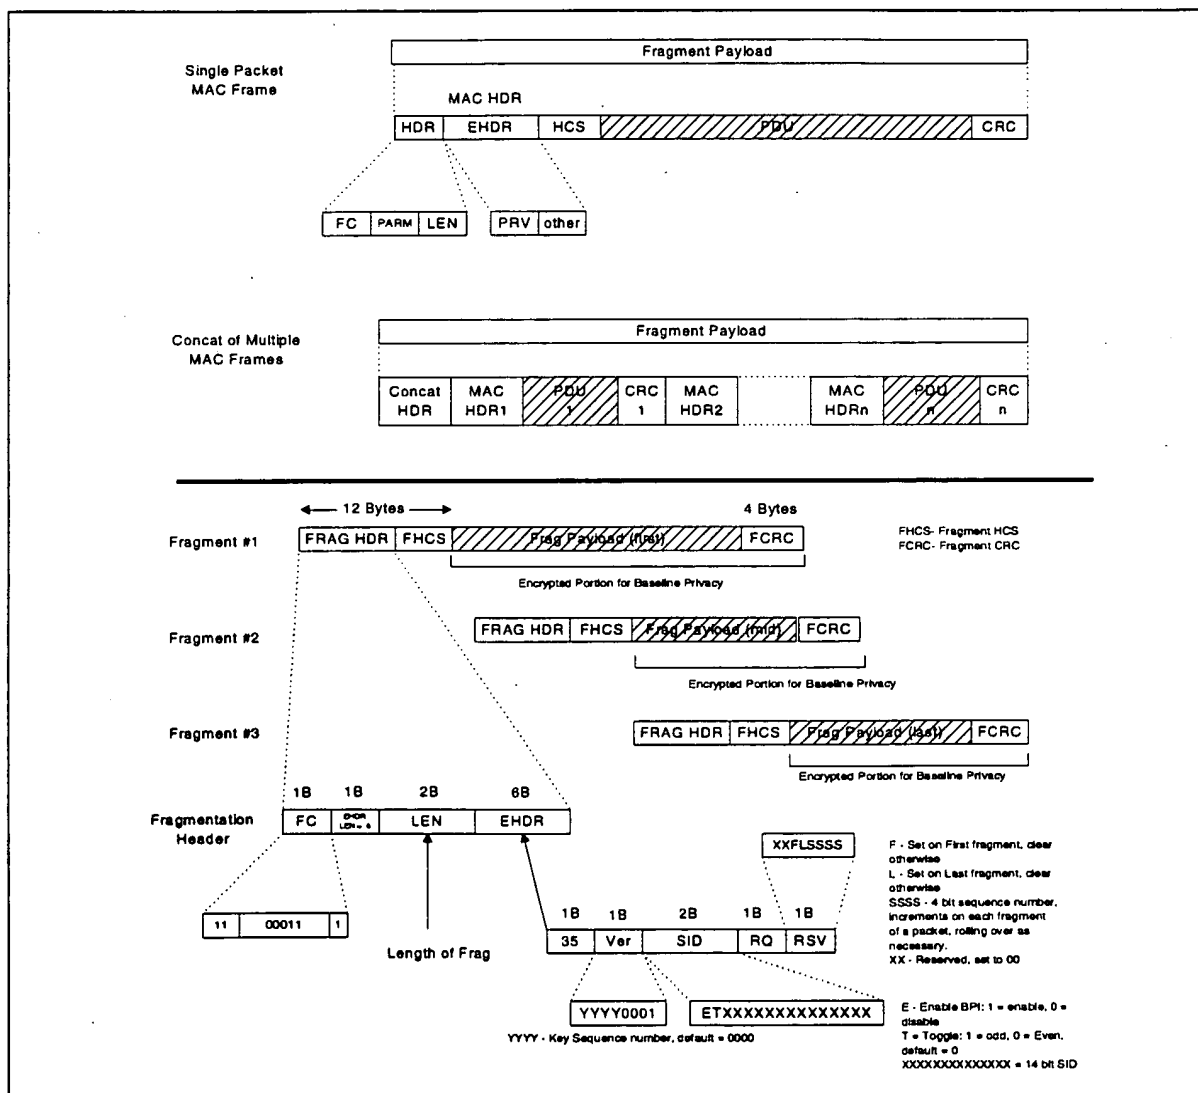 Fragment Payload
Single Packet
MAC Frame
MAC HDR
HDR EHDR HCS PDU CRC
FC PARM LEN PRV other
Fragment Payload
Concat of Multiple
MAC Frames
Concat HDR MAC HDR1 PDU 1 CRC 1 MAC HDR2 MAC HDRn PDU n CRC n
12 Bytes 4 Bytes
Fragment #1 FRAG HDR FHCS Frag Payload (first) FCRC
FHCS- Fragment HCS
FCRC- Fragment CRC
Encrypted Portion for Baseline Privacy
Fragment #2 FRAG HDR FHCS Frag Payload (mid) FCRC
Encrypted Portion for Baseline Privacy
Fragment #3 FRAG HDR FHCS Frag Payload (last) FCRC
Encrypted Portion for Baseline Privacy
1B 1B 2B 6B
Fragmentation
Header
FC EHDR LEN = 6 LEN EHDR
XXFLSSSS
F - Set on First fragment, clear
otherwise
L - Set on Last fragment, clear
otherwise
SSSS - 4 bit sequence number,
increments on each fragment
of a packet, rolling over as
necessary.
XX - Reserved, set to 00
11 00011 1
Length of Frag
1B 1B 2B 1B 1B
35 Ver SID RQ RSV
YYYY0001 ETXXXXXXXXXXXXXX
YYYY - Key Sequence number, default = 0000
E - Enable BPI: 1 = enable, 0 =
disable
T = Toggle: 1 = odd, 0 = Even,
default = 0
XXXXXXXXXXXXXX = 14 bit SID